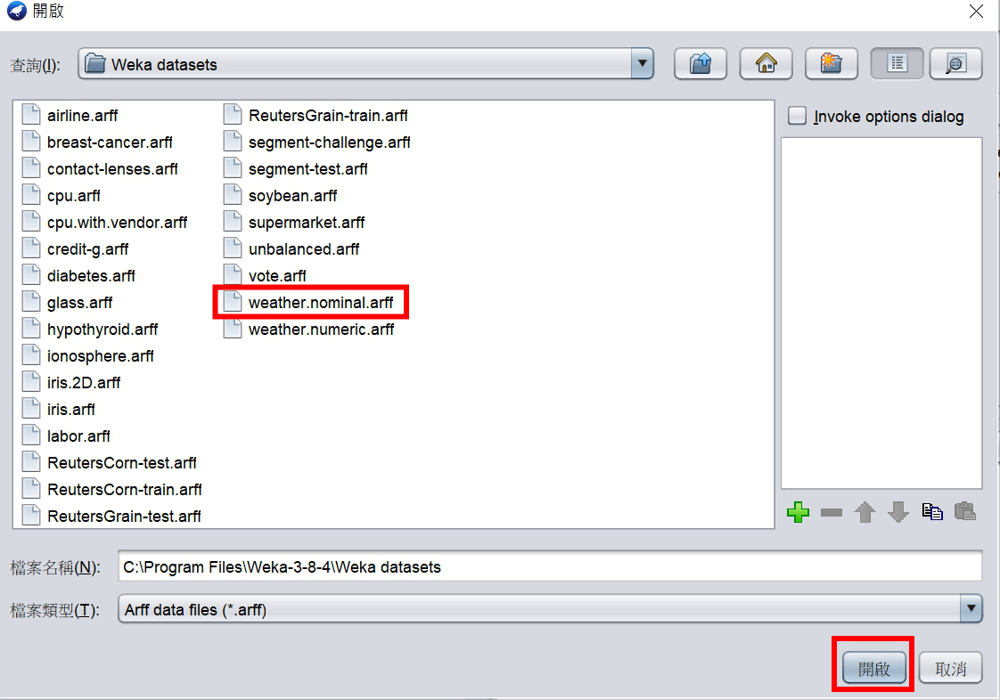 開啟
查詢(I):
Weka datasets
airline.arff
breast-cancer.arff
contact-lenses.arff
cpu.arff
cpu.with.vendor.arff
credit-g.arff
diabetes.arff
glass.arff
hypothyroid.arff
ionosphere.arff
iris.2D.arff
iris.arff
labor.arff
ReutersCorn-test.arff
ReutersCorn-train.arff
ReutersGrain-test.arff
ReutersGrain-train.arff
segment-challenge.arff
segment-test.arff
soybean.arff
supermarket.arff
unbalanced.arff
vote.arff
weather.nominal.arff
weather.numeric.arff
Invoke options dialog
檔案名稱(N):
C:\Program Files\Weka-3-8-4\Weka datasets
檔案類型(T):
Arff data files (*.arff)
開啟
取消